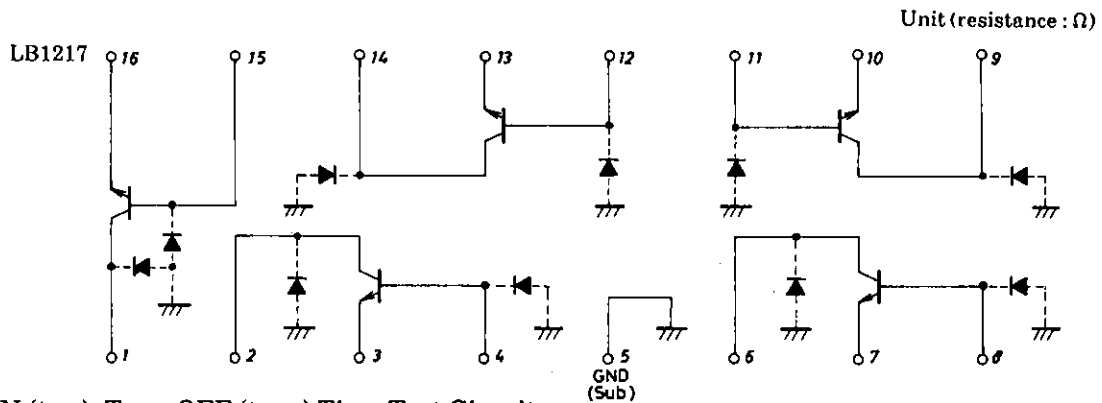 Unit (resistance : Ω)
LB1217
16 15 14 13 12 11 10 9
1 2 3 4 5 6 7 8
GND
(Sub)